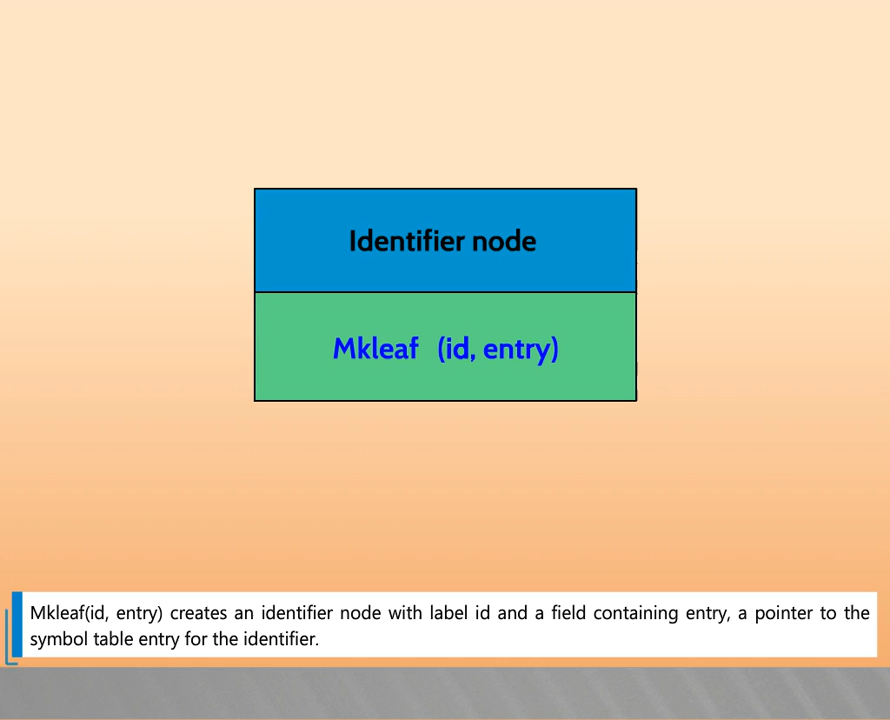 Identifier node
Mkleaf (id, entry)
Mkleaf(id, entry) creates an identifier node with label id and a field containing entry, a pointer to the
symbol table entry for the identifier.